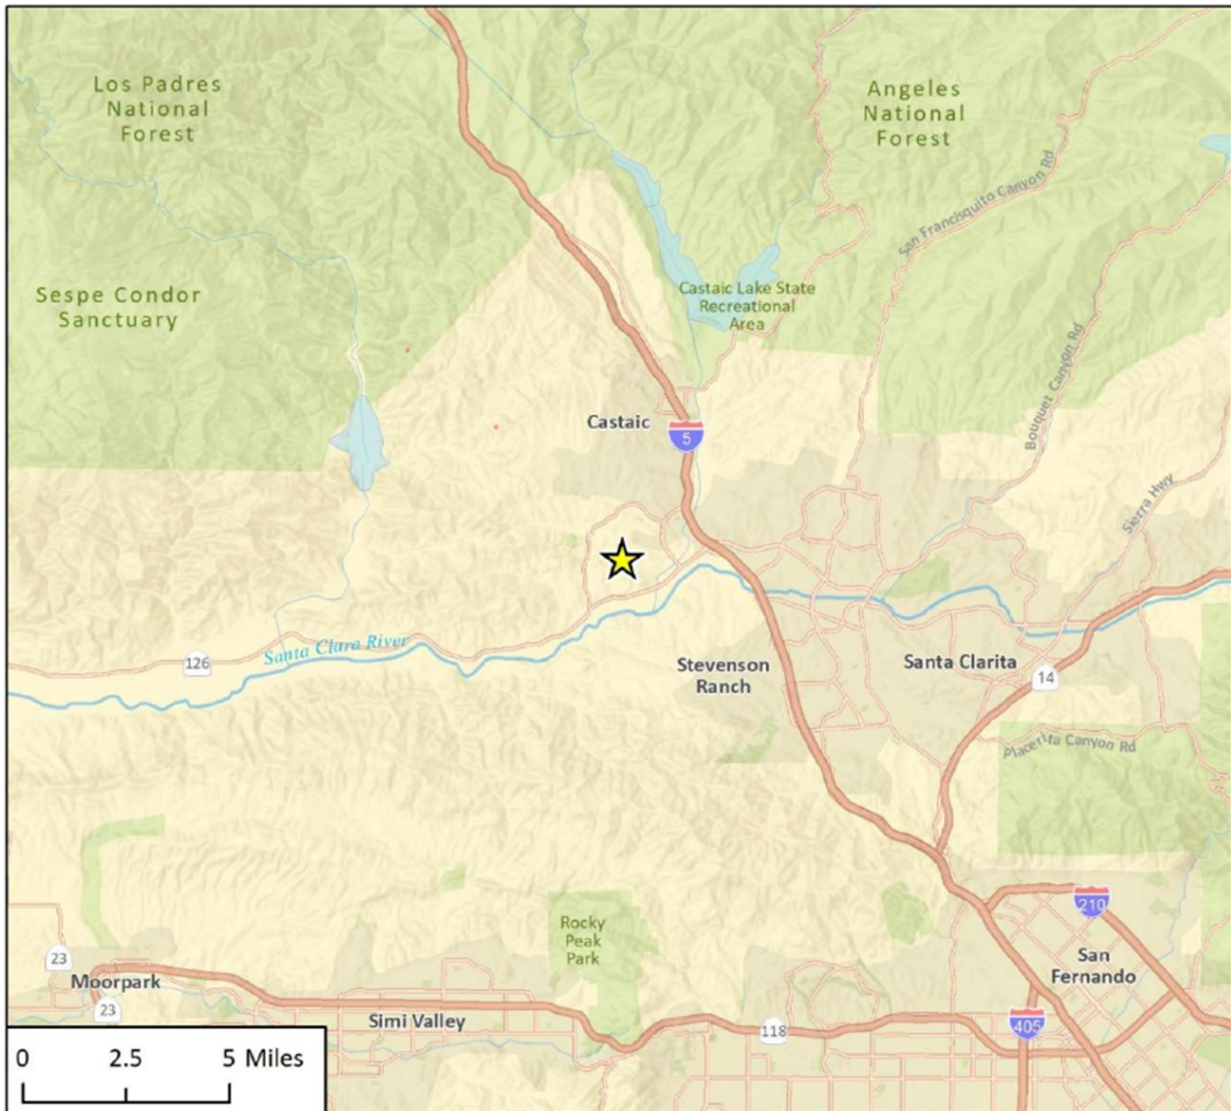 Los Padres
National
Forest
Angeles
National
Forest
San Francisquito Canyon Rd
Sespe Condor
Sanctuary
Castaic Lake State
Recreational
Area
Bouquet Canyon Rd
Castaic
5
Sierra Hwy
Santa Clara River
126
Stevenson
Ranch
Santa Clarita
14
Placerita Canyon Rd
210
Rocky
Peak
Park
23
Moorpark
San
Fernando
23
Simi Valley
118
405
0 2.5 5 Miles